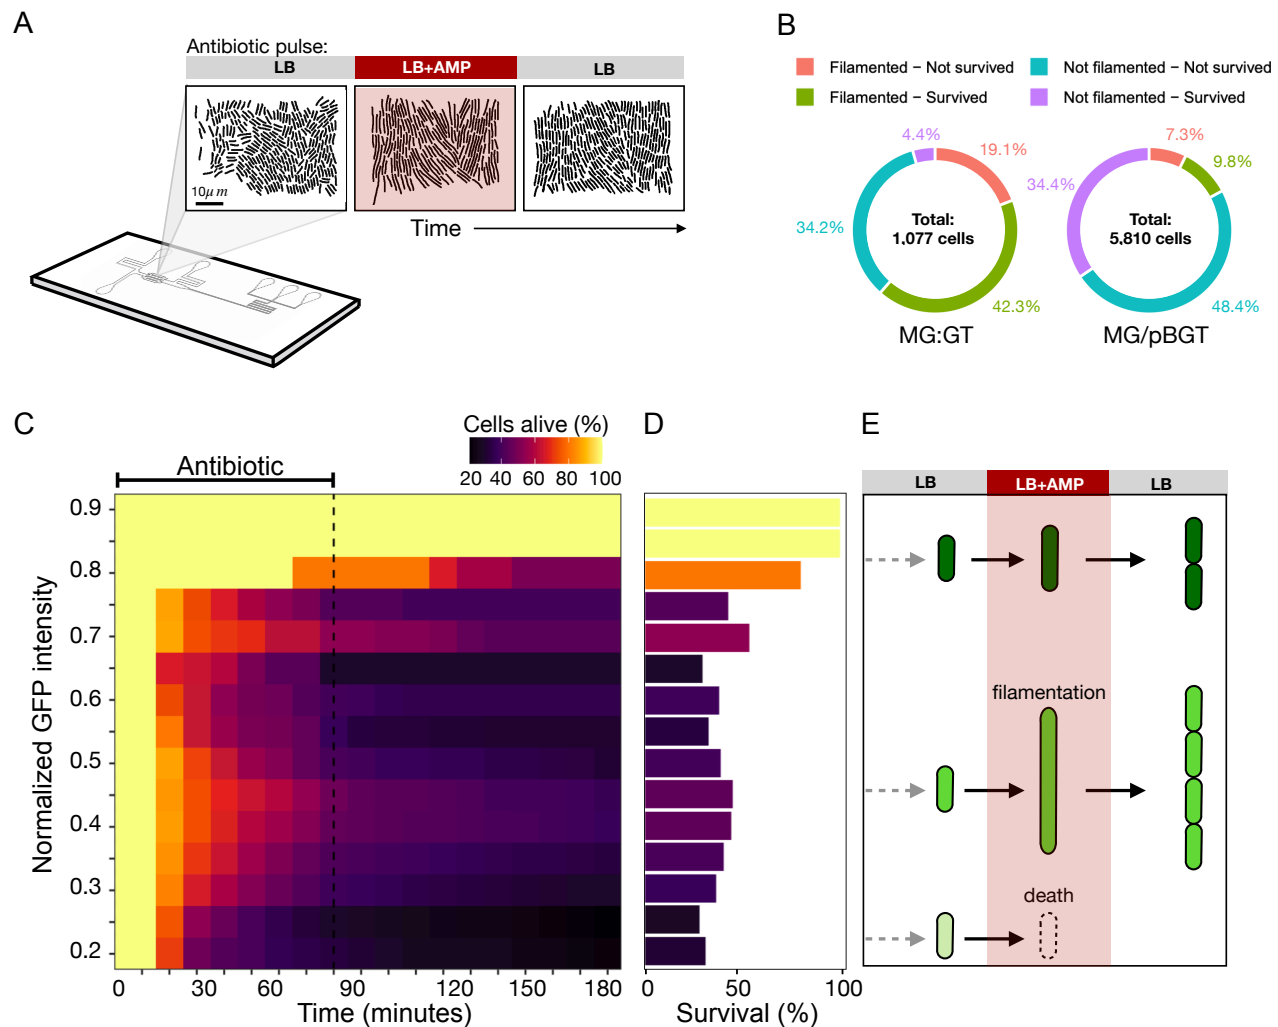 A
Antibiotic pulse:
LB
LB+AMP
LB
10μm
Time
B
Filamented – Not survived
Not filamented – Not survived
Filamented – Survived
Not filamented – Survived
4.4%
19.1%
34.2%
42.3%
Total:
1,077 cells
MG:GT
7.3%
9.8%
34.4%
48.4%
Total:
5,810 cells
MG/pBGT
C
Cells alive (%)
20 40 60 80 100
Antibiotic
Normalized GFP intensity
0.9
0.8
0.7
0.6
0.5
0.4
0.3
0.2
0 30 60 90 120 150 180
Time (minutes)
D
0 50 100
Survival (%)
E
LB
LB+AMP
LB
filamentation
death